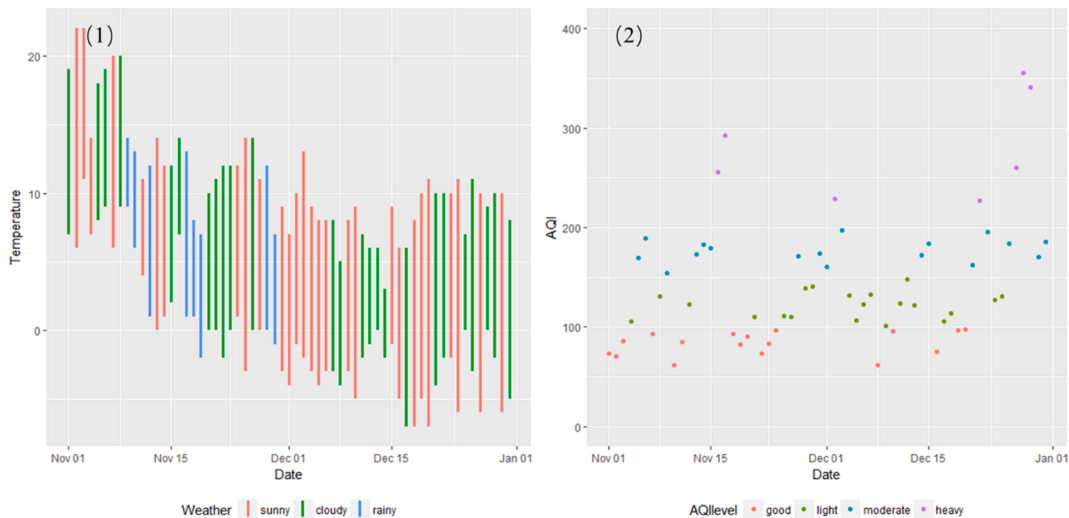 (1)
20
10
0
Temperature
Nov 01
Nov 15
Dec 01
Dec 15
Jan 01
Date
Weather
sunny
cloudy
rainy
(2)
400
300
200
100
0
AQI
Nov 01
Nov 15
Dec 01
Dec 15
Jan 01
Date
AQIlevel
good
light
moderate
heavy